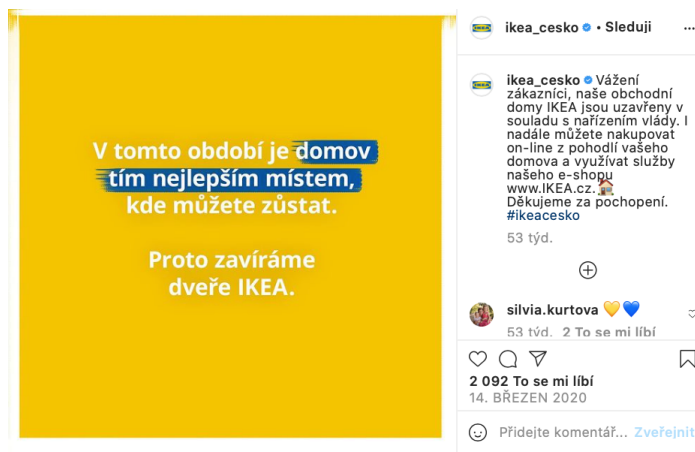 V tomto období je domov
tím nejlepším místem,
kde můžete zůstat.
Proto zavíráme
dveře IKEA.
IKEA
ikea_cesko • Sleduji
...
IKEA
ikea_cesko Vážení
zákazníci, naše obchodní
domy IKEA jsou uzavřeny v
souladu s nařízením vlády. I
nadále můžete nakupovat
on-line z pohodlí vašeho
domova a využívat služby
našeho e-shopu
www.IKEA.cz.🏠
Děkujeme za pochopení.
#ikeacesko
53 týd.
silvia.kurtova 💛💙
53 týd. 2 To se mi líbí
2 092 To se mi líbí
14. BŘEZEN 2020
Přidejte komentář... Zveřejnit